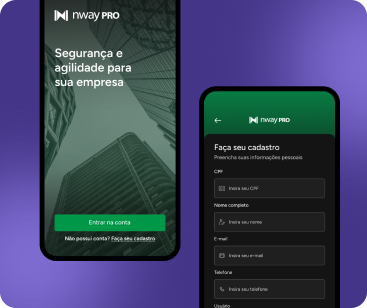 nway PRO
Segurança e
agilidade para
sua empresa
Entrar na conta
Não possui conta? Faça seu cadastro
nway PRO
Faça seu cadastro
Preencha suas informações pessoais
CPF
Insira seu CPF
Nome completo
Insira seu nome
E-mail
Insira seu e-mail
Telefone
Insira seu telefone
Usuário